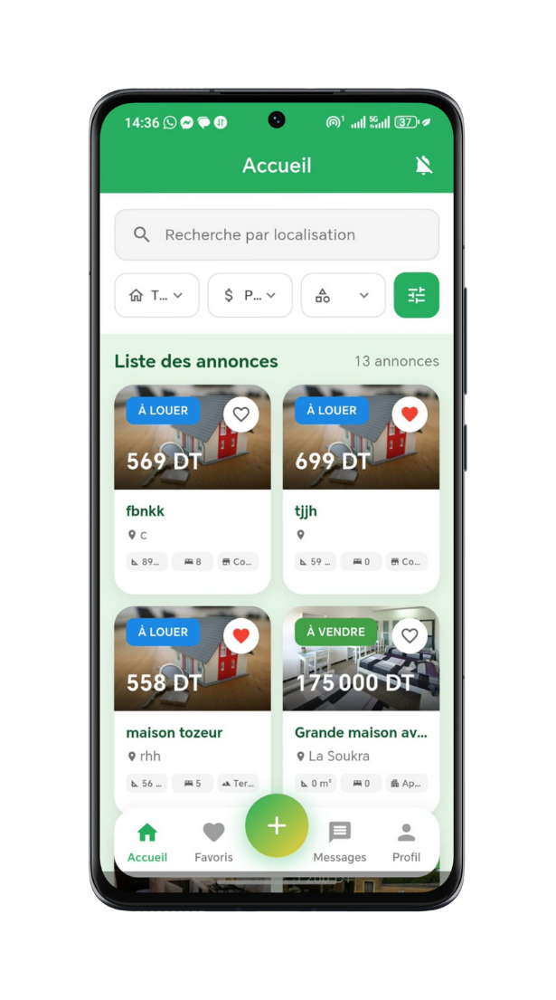 14:36
5G
37
Accueil
Recherche par localisation
T...
$ P...
Liste des annonces
13 annonces
À LOUER
569 DT
fbnkk
c
89...
8
Co...
À LOUER
699 DT
tjjh
59 ...
0
Co...
À LOUER
558 DT
maison tozeur
rhh
56 ...
5
Ter...
À VENDRE
175 000 DT
Grande maison av...
La Soukra
0 m²
0
Ap...
+
Accueil
Favoris
Messages
Profil